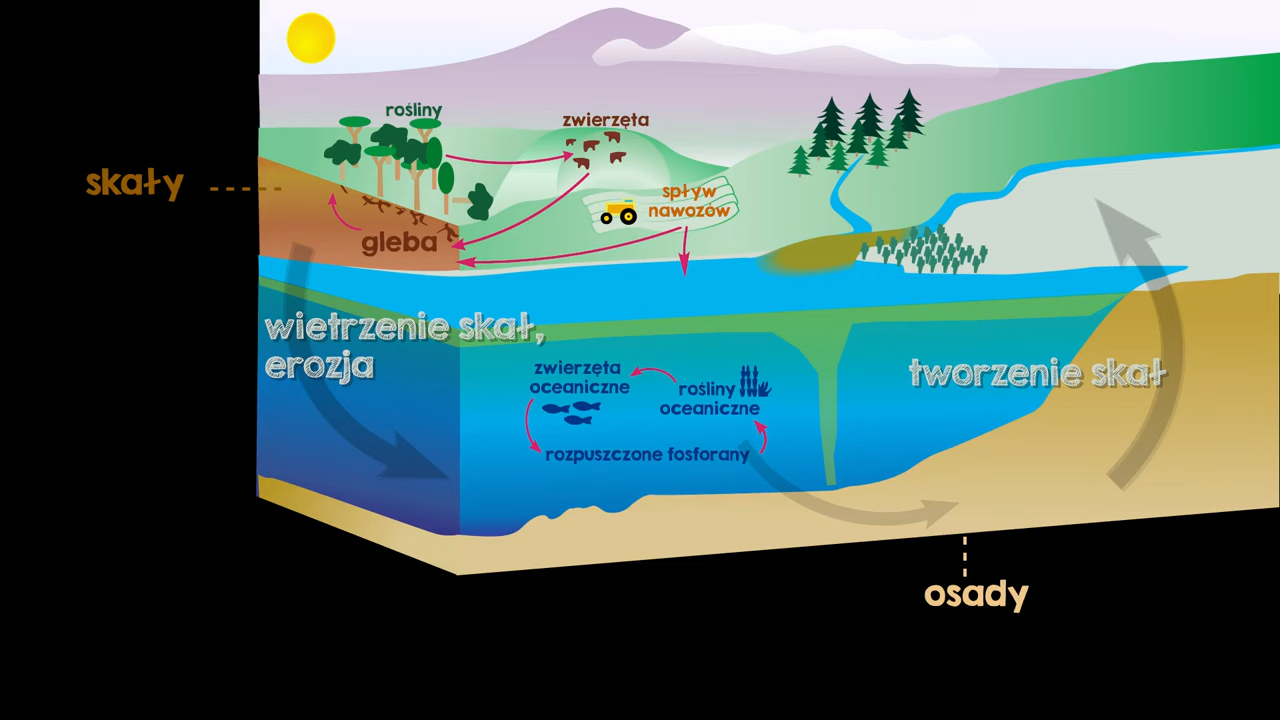 rośliny
zwierzęta
skały
spływ
nawozów
gleba
wietrzenie skał,
erozja
zwierzęta
oceaniczne
rośliny
oceaniczne
tworzenie skał
rozpuszczone fosforany
osady